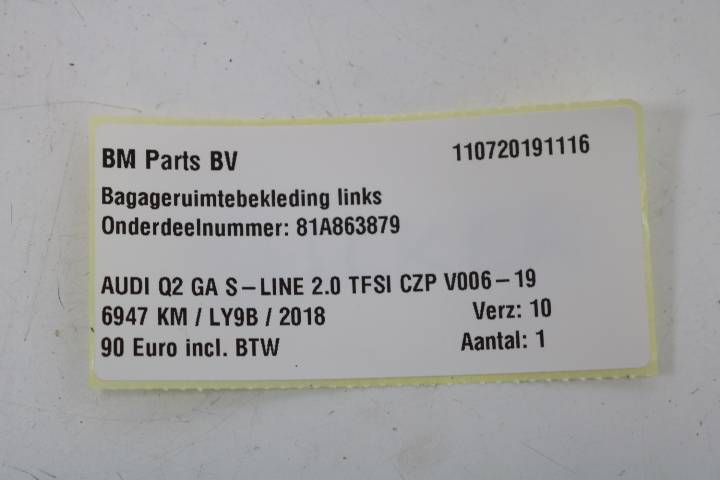 BM Parts BV 110720191116
Bagageruimtebekleding links
Onderdeelnummer: 81A863879
AUDI Q2 GA S-LINE 2.0 TFSI CZP V006-19
6947 KM / LY9B / 2018 Verz: 10
90 Euro incl. BTW Aantal: 1